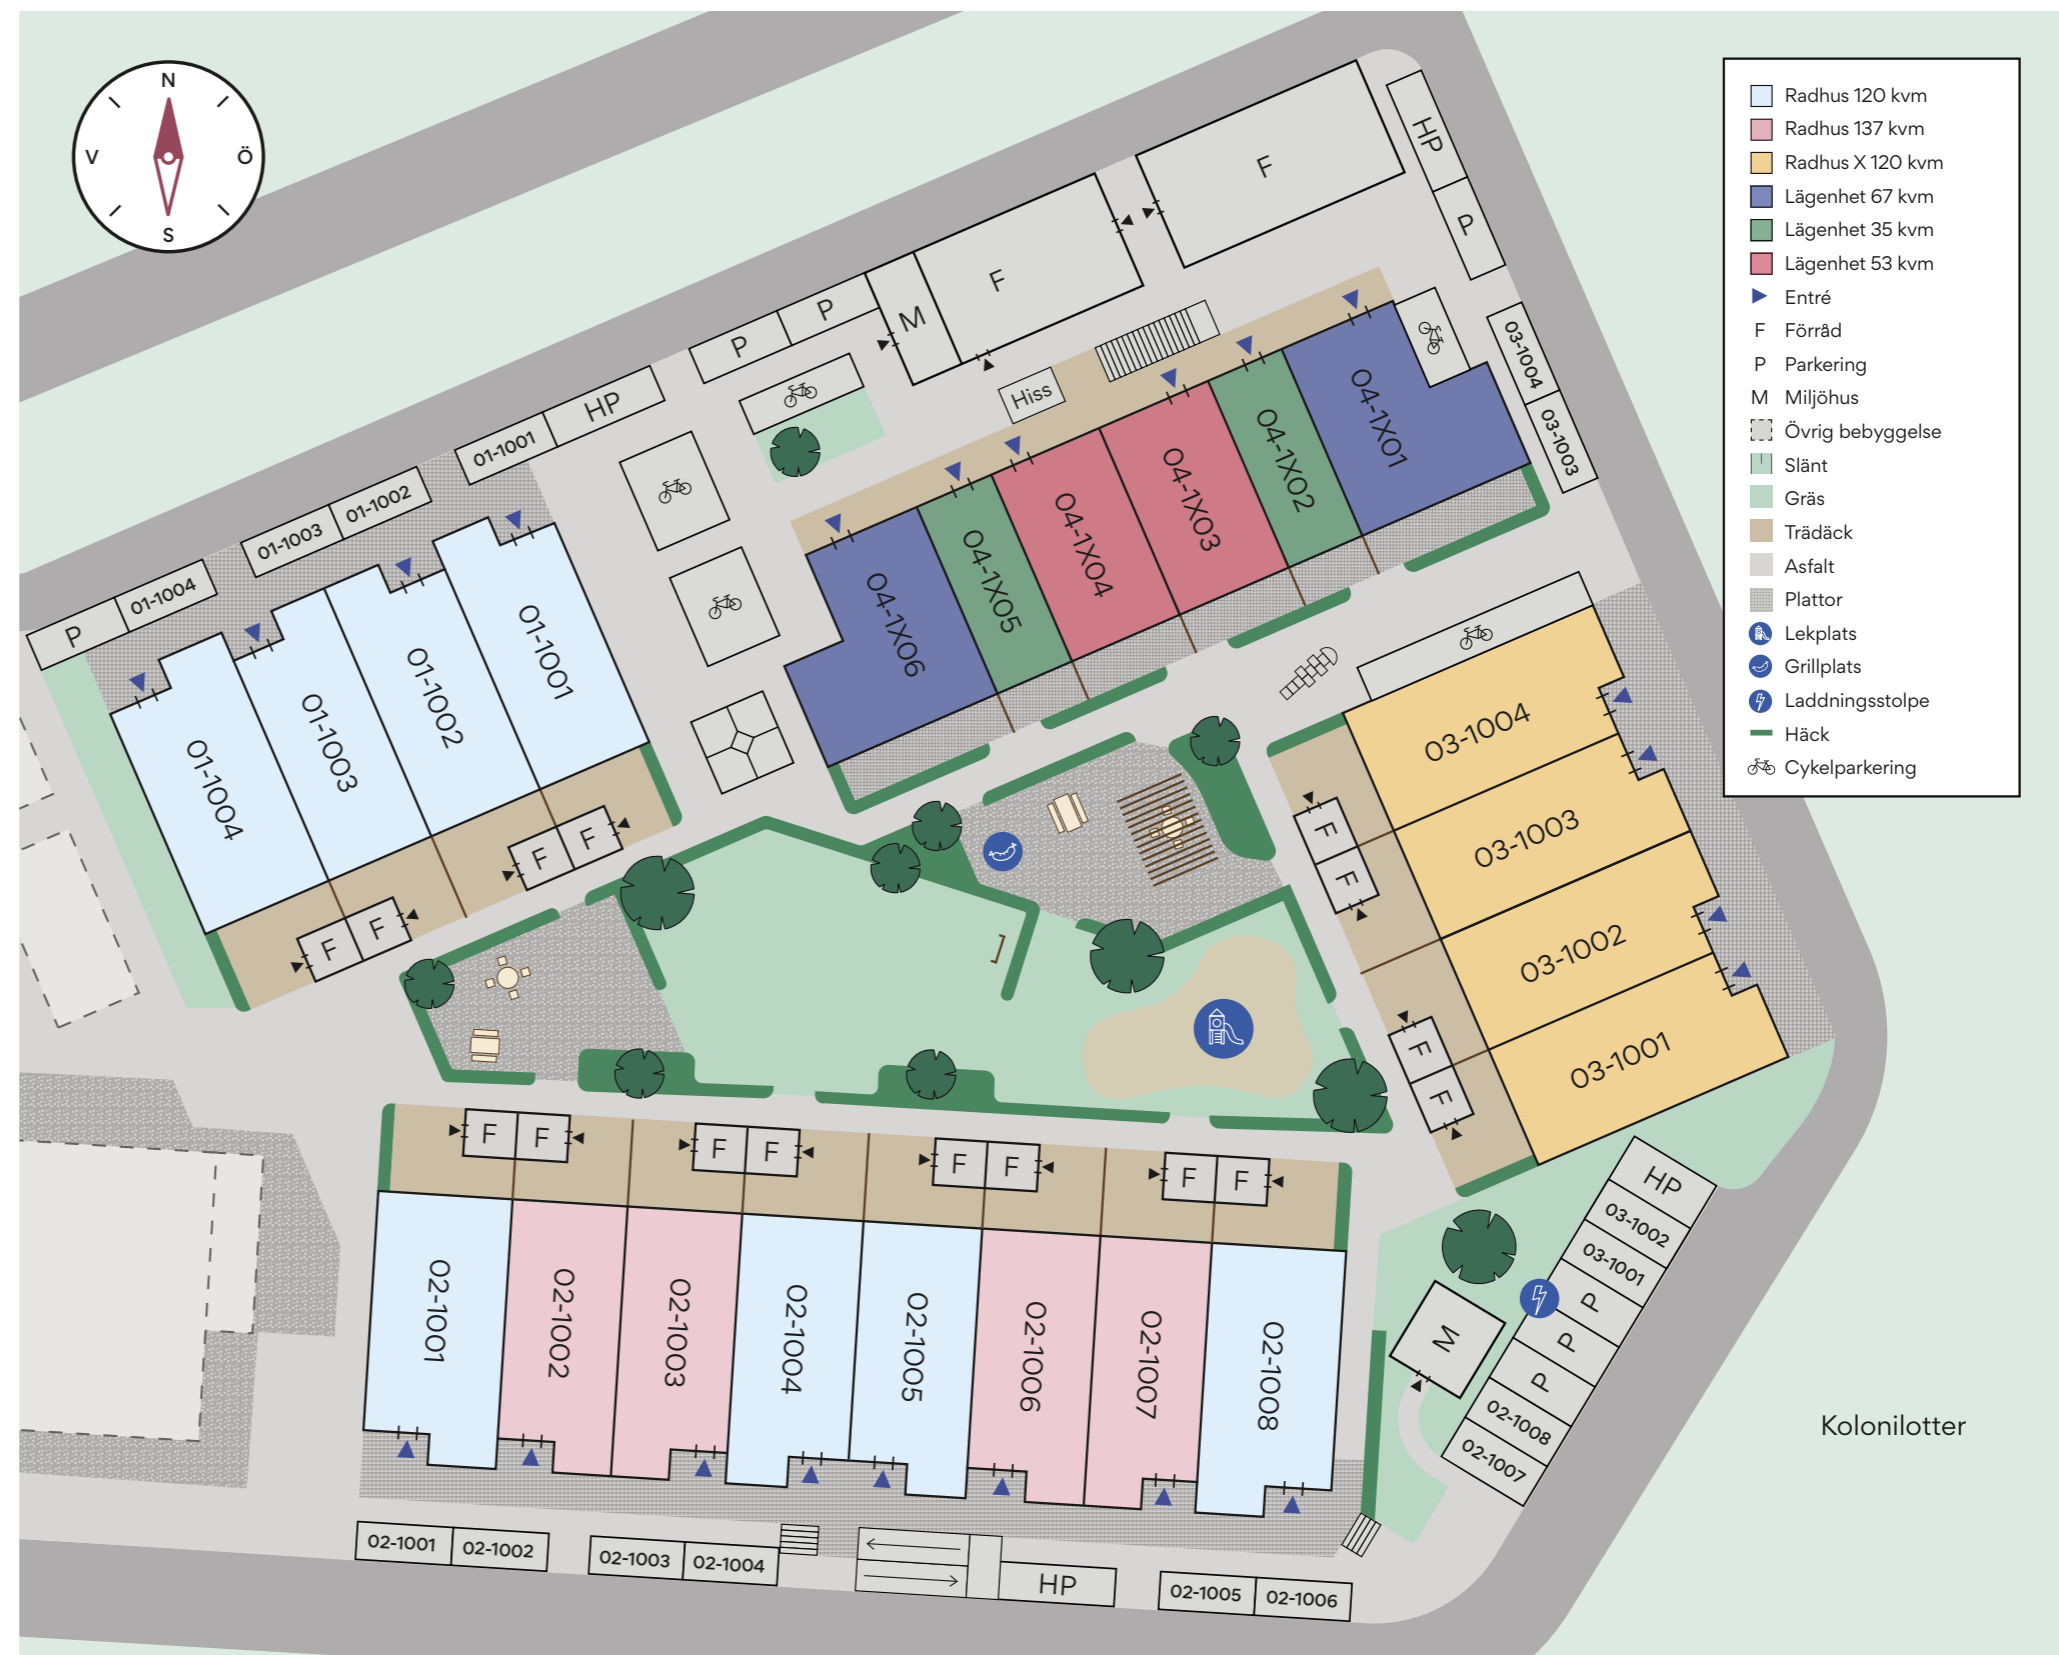 N
V
Ö
S
Radhus 120 kvm
Radhus 137 kvm
Radhus X 120 kvm
Lägenhet 67 kvm
Lägenhet 35 kvm
Lägenhet 53 kvm
Entré
F Förråd
P Parkering
M Miljöhus
Övrig bebyggelse
Slänt
Gräs
Trädäck
Asfalt
Plattor
Lekplats
Grillplats
Laddningsstolpe
Häck
Cykelparkering
F
HP
P
F
M
P
P
Hiss
HP
01-1001
01-1002
01-1003
01-1004
P
03-1004
03-1003
04-1X01
04-1X02
04-1X03
04-1X04
04-1X05
04-1X06
01-1001
01-1002
01-1003
01-1004
F
F
F
F
03-1004
03-1003
03-1002
03-1001
F
F
F
F
F
F
F
F
F
F
F
F
02-1001
02-1002
02-1003
02-1004
02-1005
02-1006
02-1007
02-1008
HP
03-1002
03-1001
P
P
P
02-1008
02-1007
M
Kolonilotter
02-1001
02-1002
02-1003
02-1004
HP
02-1005
02-1006